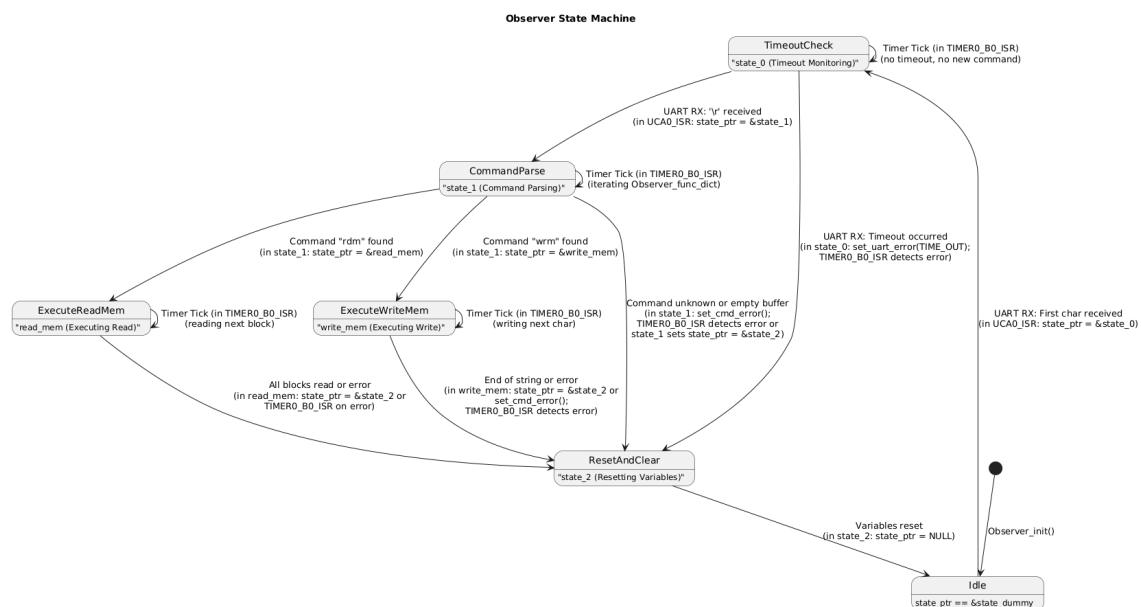 Observer State Machine
TimeoutCheck
"state_0 (Timeout Monitoring)"
Timer Tick (in TIMER0_B0_ISR)
(no timeout, no new command)
UART RX: '\r' received
(in UCA0_ISR: state_ptr = &state_1)
CommandParse
"state_1 (Command Parsing)"
Timer Tick (in TIMER0_B0_ISR)
(iterating Observer_func_dict)
UART RX: Timeout occurred
(in state_0: set_uart_error(TIME_OUT);
TIMER0_B0_ISR detects error)
Command "rdm" found
(in state_1: state_ptr = &read_mem)
Command "wrm" found
(in state_1: state_ptr = &write_mem)
ExecuteReadMem
"read_mem (Executing Read)"
Timer Tick (in TIMER0_B0_ISR)
(reading next block)
ExecuteWriteMem
"write_mem (Executing Write)"
Timer Tick (in TIMER0_B0_ISR)
(writing next char)
Command unknown or empty buffer
(in state_1: set_cmd_error();
TIMER0_B0_ISR detects error or
state_1 sets state_ptr = &state_2)
UART RX: First char received
(in UCA0_ISR: state_ptr = &state_0)
All blocks read or error
(in read_mem: state_ptr = &state_2 or
TIMER0_B0_ISR on error)
End of string or error
(in write_mem: state_ptr = &state_2 or
set_cmd_error();
TIMER0_B0_ISR detects error)
ResetAndClear
"state_2 (Resetting Variables)"
Variables reset
(in state_2: state_ptr = NULL)
Observer_init()
Idle
state_ptr == &state_dummy